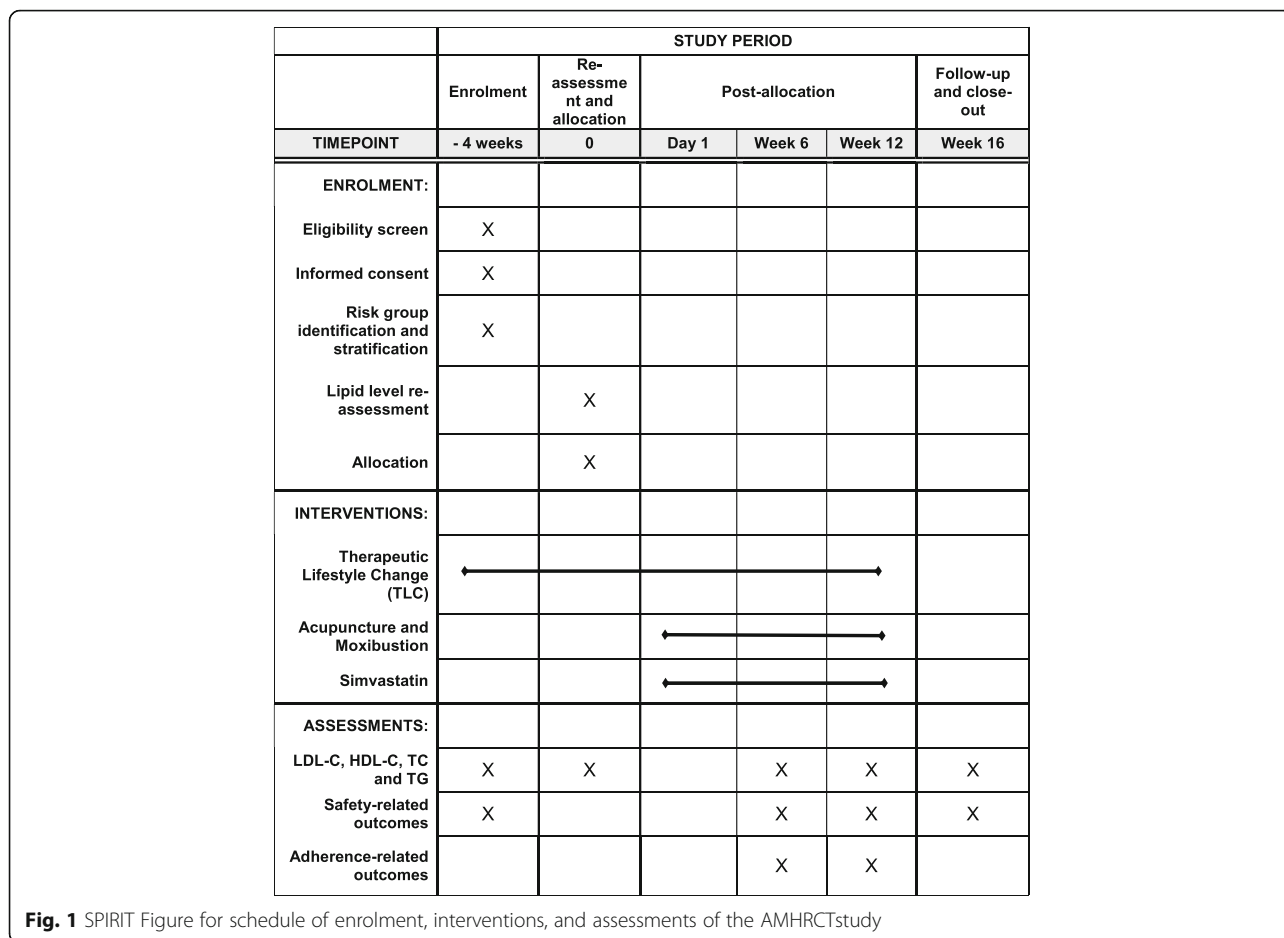 STUDY PERIOD
Enrolment
Re-
assessme
nt and
allocation
Post-allocation
Follow-up
and close-
out
TIMEPOINT - 4 weeks 0 Day 1 Week 6 Week 12 Week 16
ENROLMENT:
Eligibility screen X
Informed consent X
Risk group
identification and
stratification
X
Lipid level re-
assessment
X
Allocation X
INTERVENTIONS:
Therapeutic
Lifestyle Change
(TLC)
Acupuncture and
Moxibustion
Simvastatin
ASSESSMENTS:
LDL-C, HDL-C, TC
and TG
X X X X X
Safety-related
outcomes
X X X X
Adherence-related
outcomes
X X
Fig. 1 SPIRIT Figure for schedule of enrolment, interventions, and assessments of the AMHRCTstudy